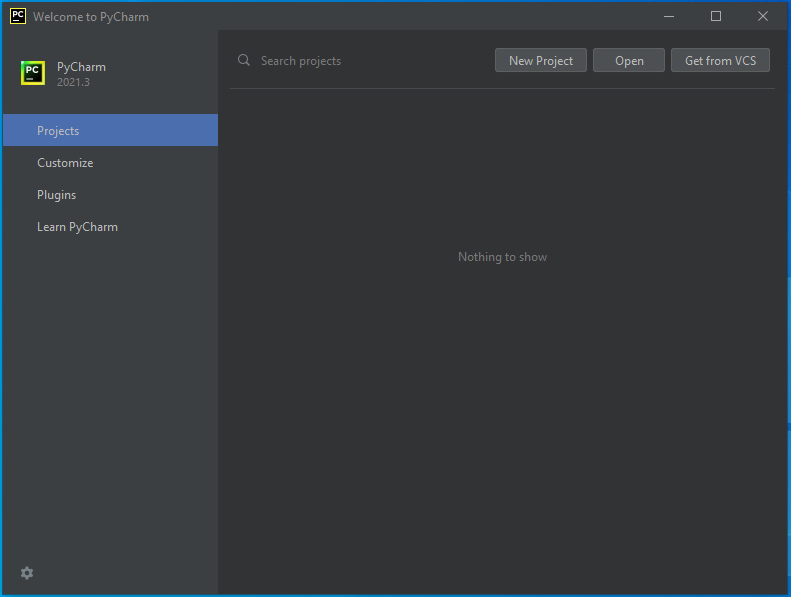 PC Welcome to PyCharm
PC PyCharm
2021.3
Search projects
New Project
Open
Get from VCS
Projects
Customize
Plugins
Learn PyCharm
Nothing to show